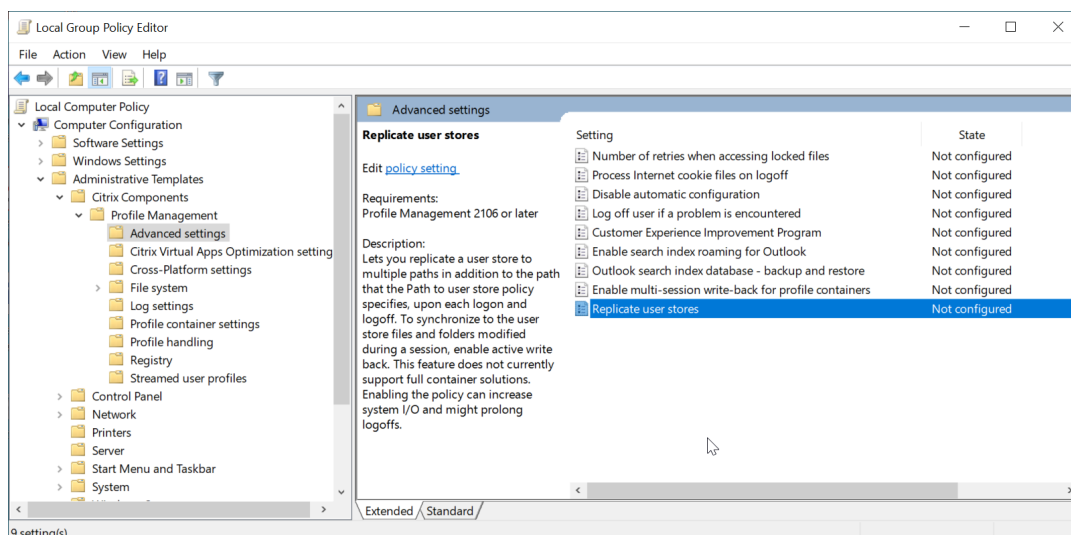 Local Group Policy Editor
File Action View Help
Local Computer Policy
Computer Configuration
Software Settings
Windows Settings
Administrative Templates
Citrix Components
Profile Management
Advanced settings
Citrix Virtual Apps Optimization setting
Cross-Platform settings
File system
Log settings
Profile container settings
Profile handling
Registry
Streamed user profiles
Control Panel
Network
Printers
Server
Start Menu and Taskbar
System
Advanced settings
Replicate user stores
Edit policy setting
Requirements:
Profile Management 2106 or later
Description:
Lets you replicate a user store to
multiple paths in addition to the path
that the Path to user store policy
specifies, upon each logon and
logoff. To synchronize to the user
store files and folders modified
during a session, enable active write
back. This feature does not currently
support full container solutions.
Enabling the policy can increase
system I/O and might prolong
logoffs.
Setting State
Number of retries when accessing locked files Not configured
Process Internet cookie files on logoff Not configured
Disable automatic configuration Not configured
Log off user if a problem is encountered Not configured
Customer Experience Improvement Program Not configured
Enable search index roaming for Outlook Not configured
Outlook search index database - backup and restore Not configured
Enable multi-session write-back for profile containers Not configured
Replicate user stores Not configured
Extended Standard
9 setting(s)